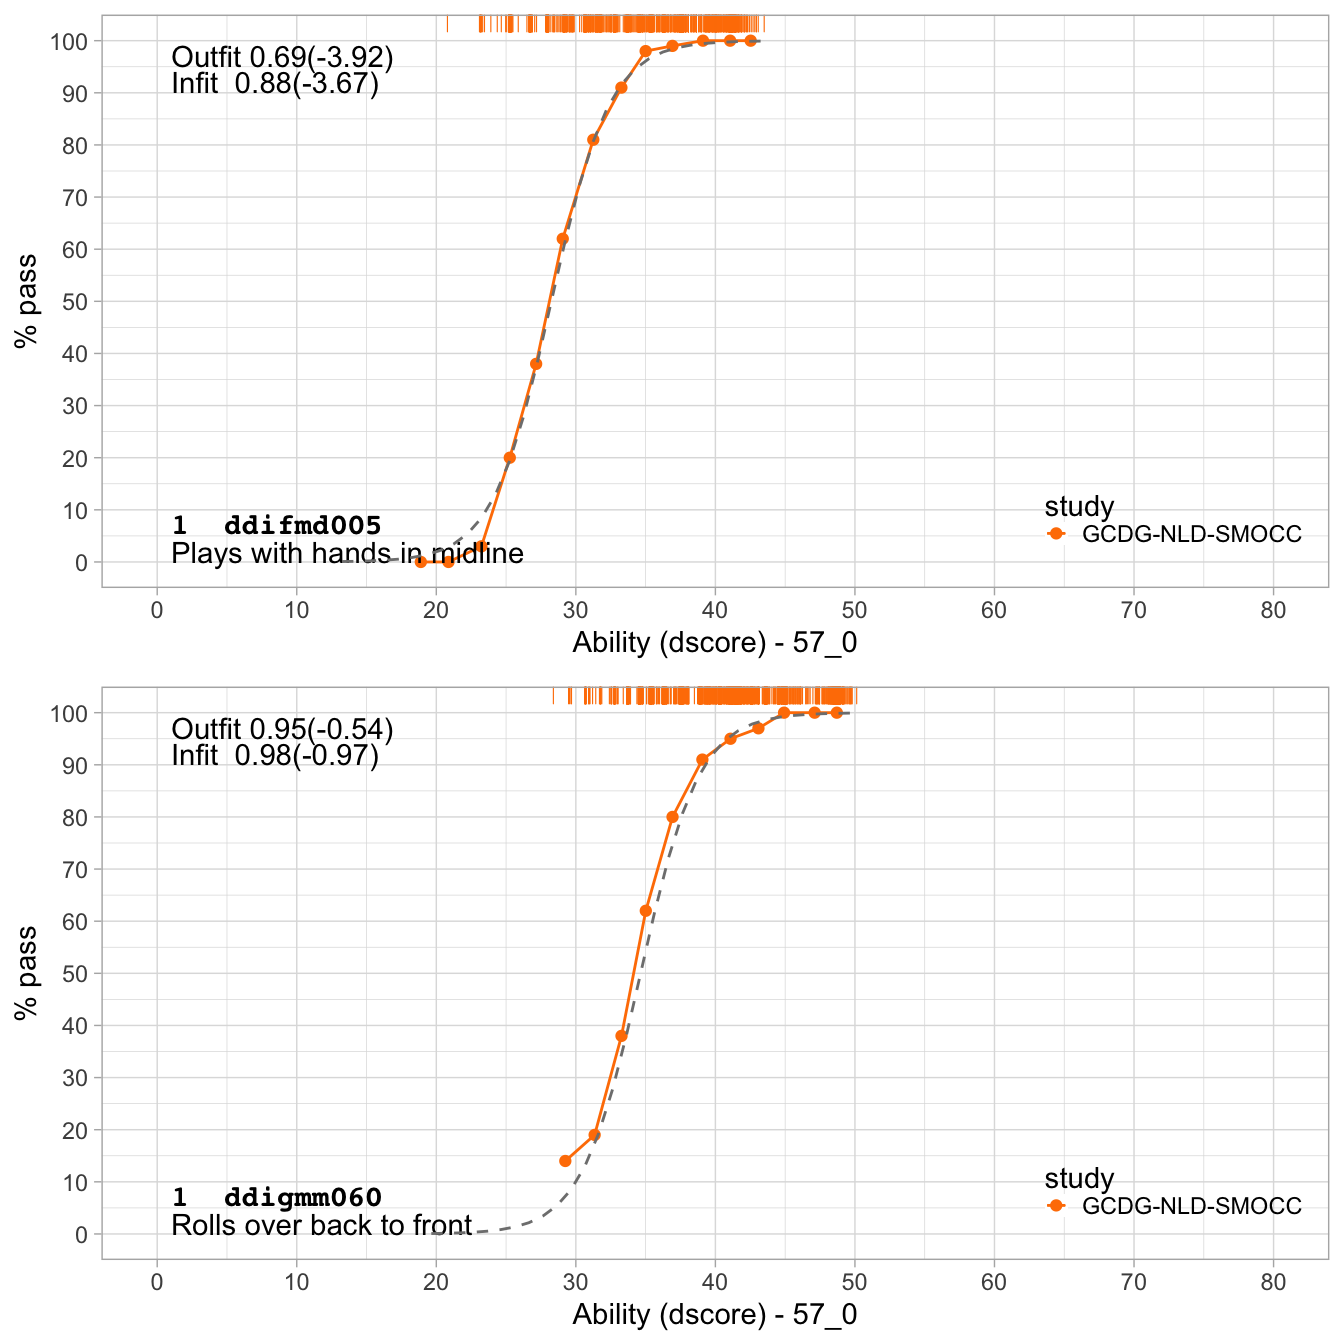 Outfit 0.69(-3.92)
Infit  0.88(-3.67)
100
90
80
70
60
50
40
30
20
10
0
% pass
1  ddifmd005
Plays with hands in midline
study
GCDG-NLD-SMOCC
0 10 20 30 40 50 60 70 80
Ability (dscore) - 57_0
Outfit 0.95(-0.54)
Infit  0.98(-0.97)
100
90
80
70
60
50
40
30
20
10
0
% pass
1  ddigmm060
Rolls over back to front
study
GCDG-NLD-SMOCC
0 10 20 30 40 50 60 70 80
Ability (dscore) - 57_0